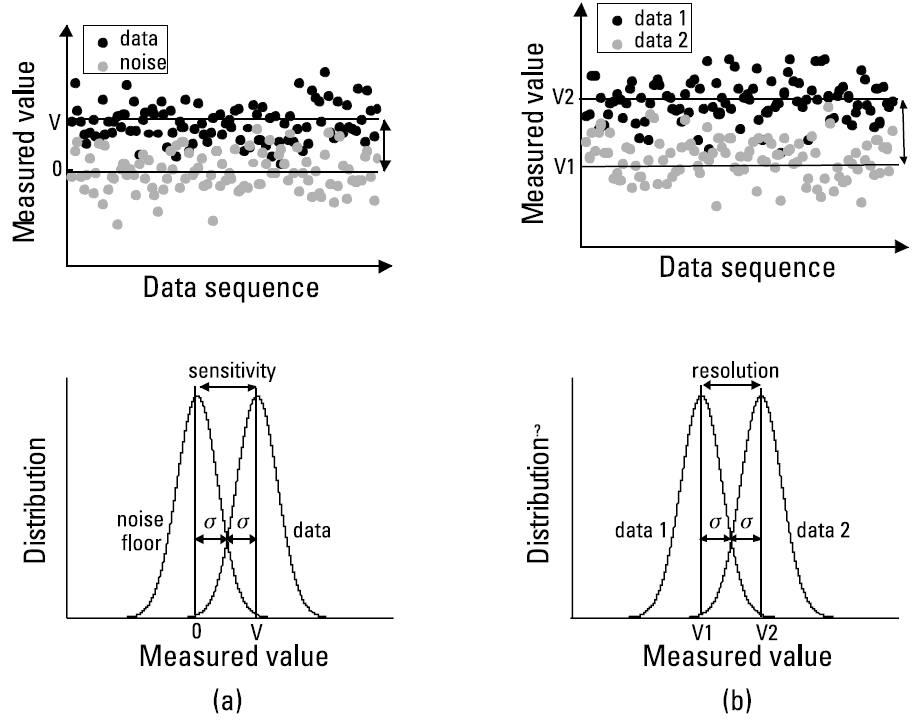 data
noise
Measured value
V
0
Data sequence
data 1
data 2
Measured value
V2
V1
Data sequence
sensitivity
Distribution
noise
floor
σ σ
data
0 V
Measured value
(a)
resolution
Distribution?
data 1
σ σ
data 2
V1 V2
Measured value
(b)